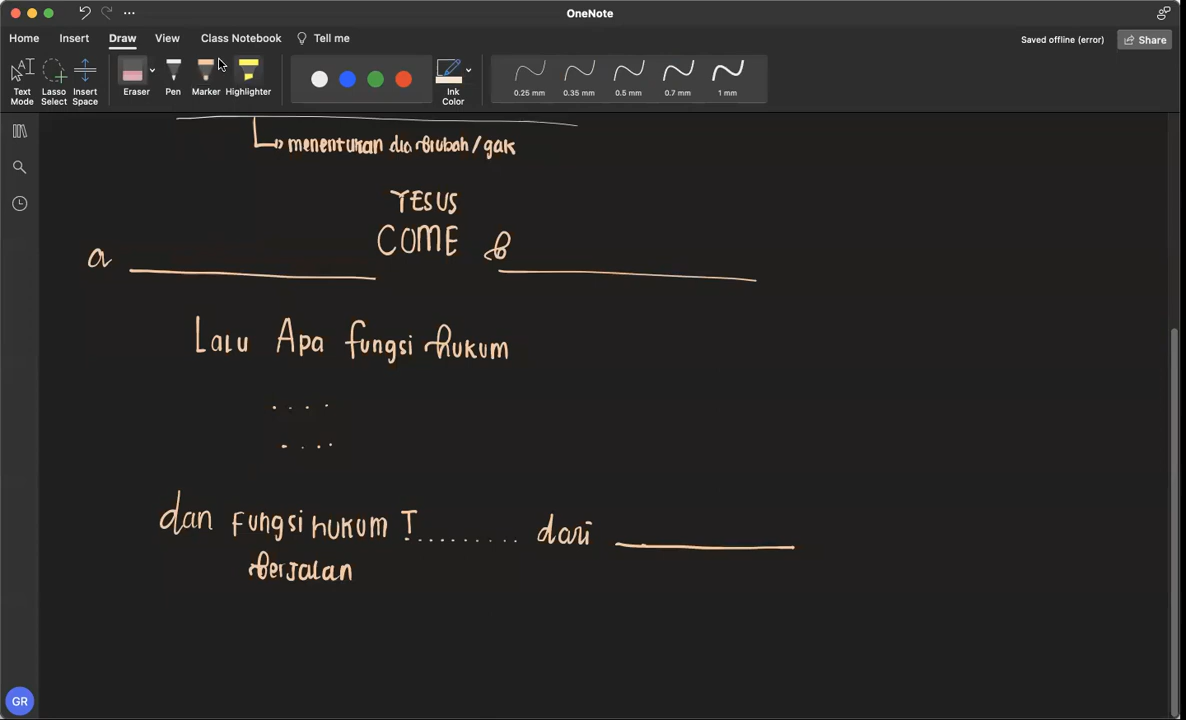 OneNote
Home Insert Draw View Class Notebook Tell me
Saved offline (error) Share
Text Mode
Lasso Select
Insert Space
Eraser
Pen
Marker
Highlighter
Ink Color
0.25 mm 0.35 mm 0.5 mm 0.7 mm 1 mm
menentukan dia berubah / gak
YESUS
COME
a b
Lalu Apa fungsi hukum
....
....
dan Fungsi hukum T.......... dari
berjalan
GR